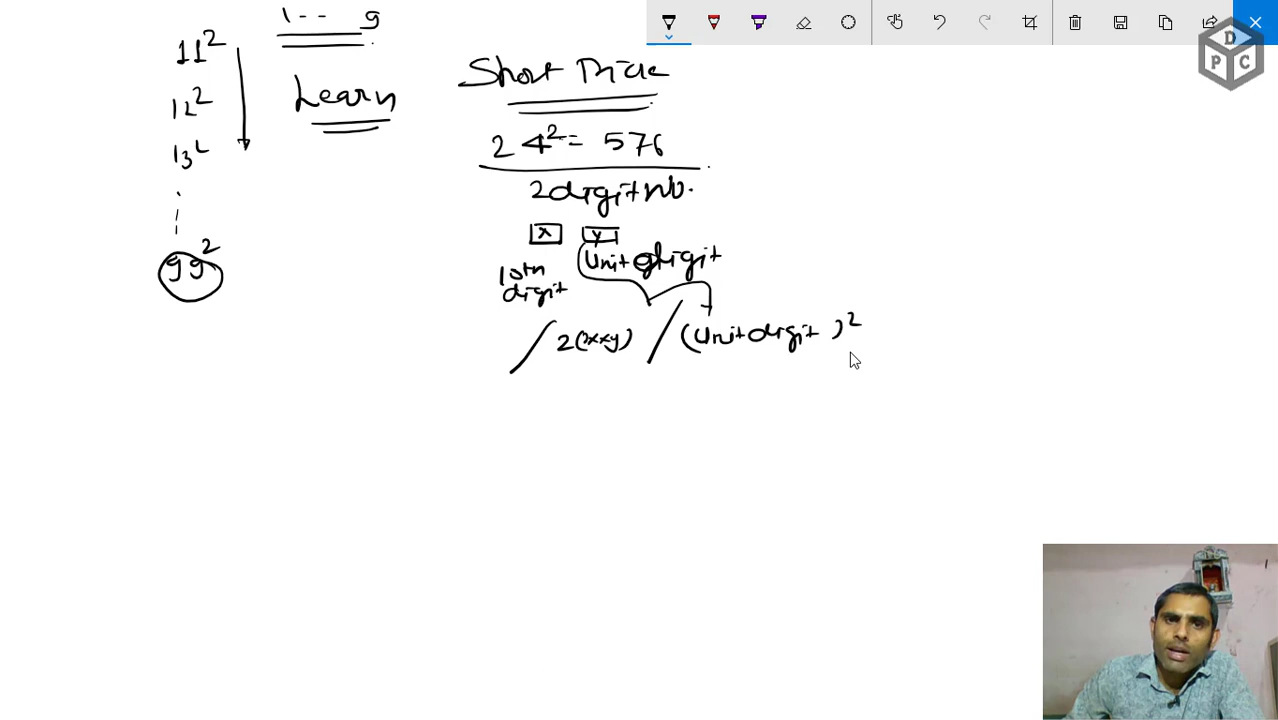 1 - - 9
11²
12²
13²
99²
Learn
Short Trick
24² = 576
2 digit nb.
x y
10th digit
Unit digit
/ 2(x×y) / (Unit digit)²
D
P C